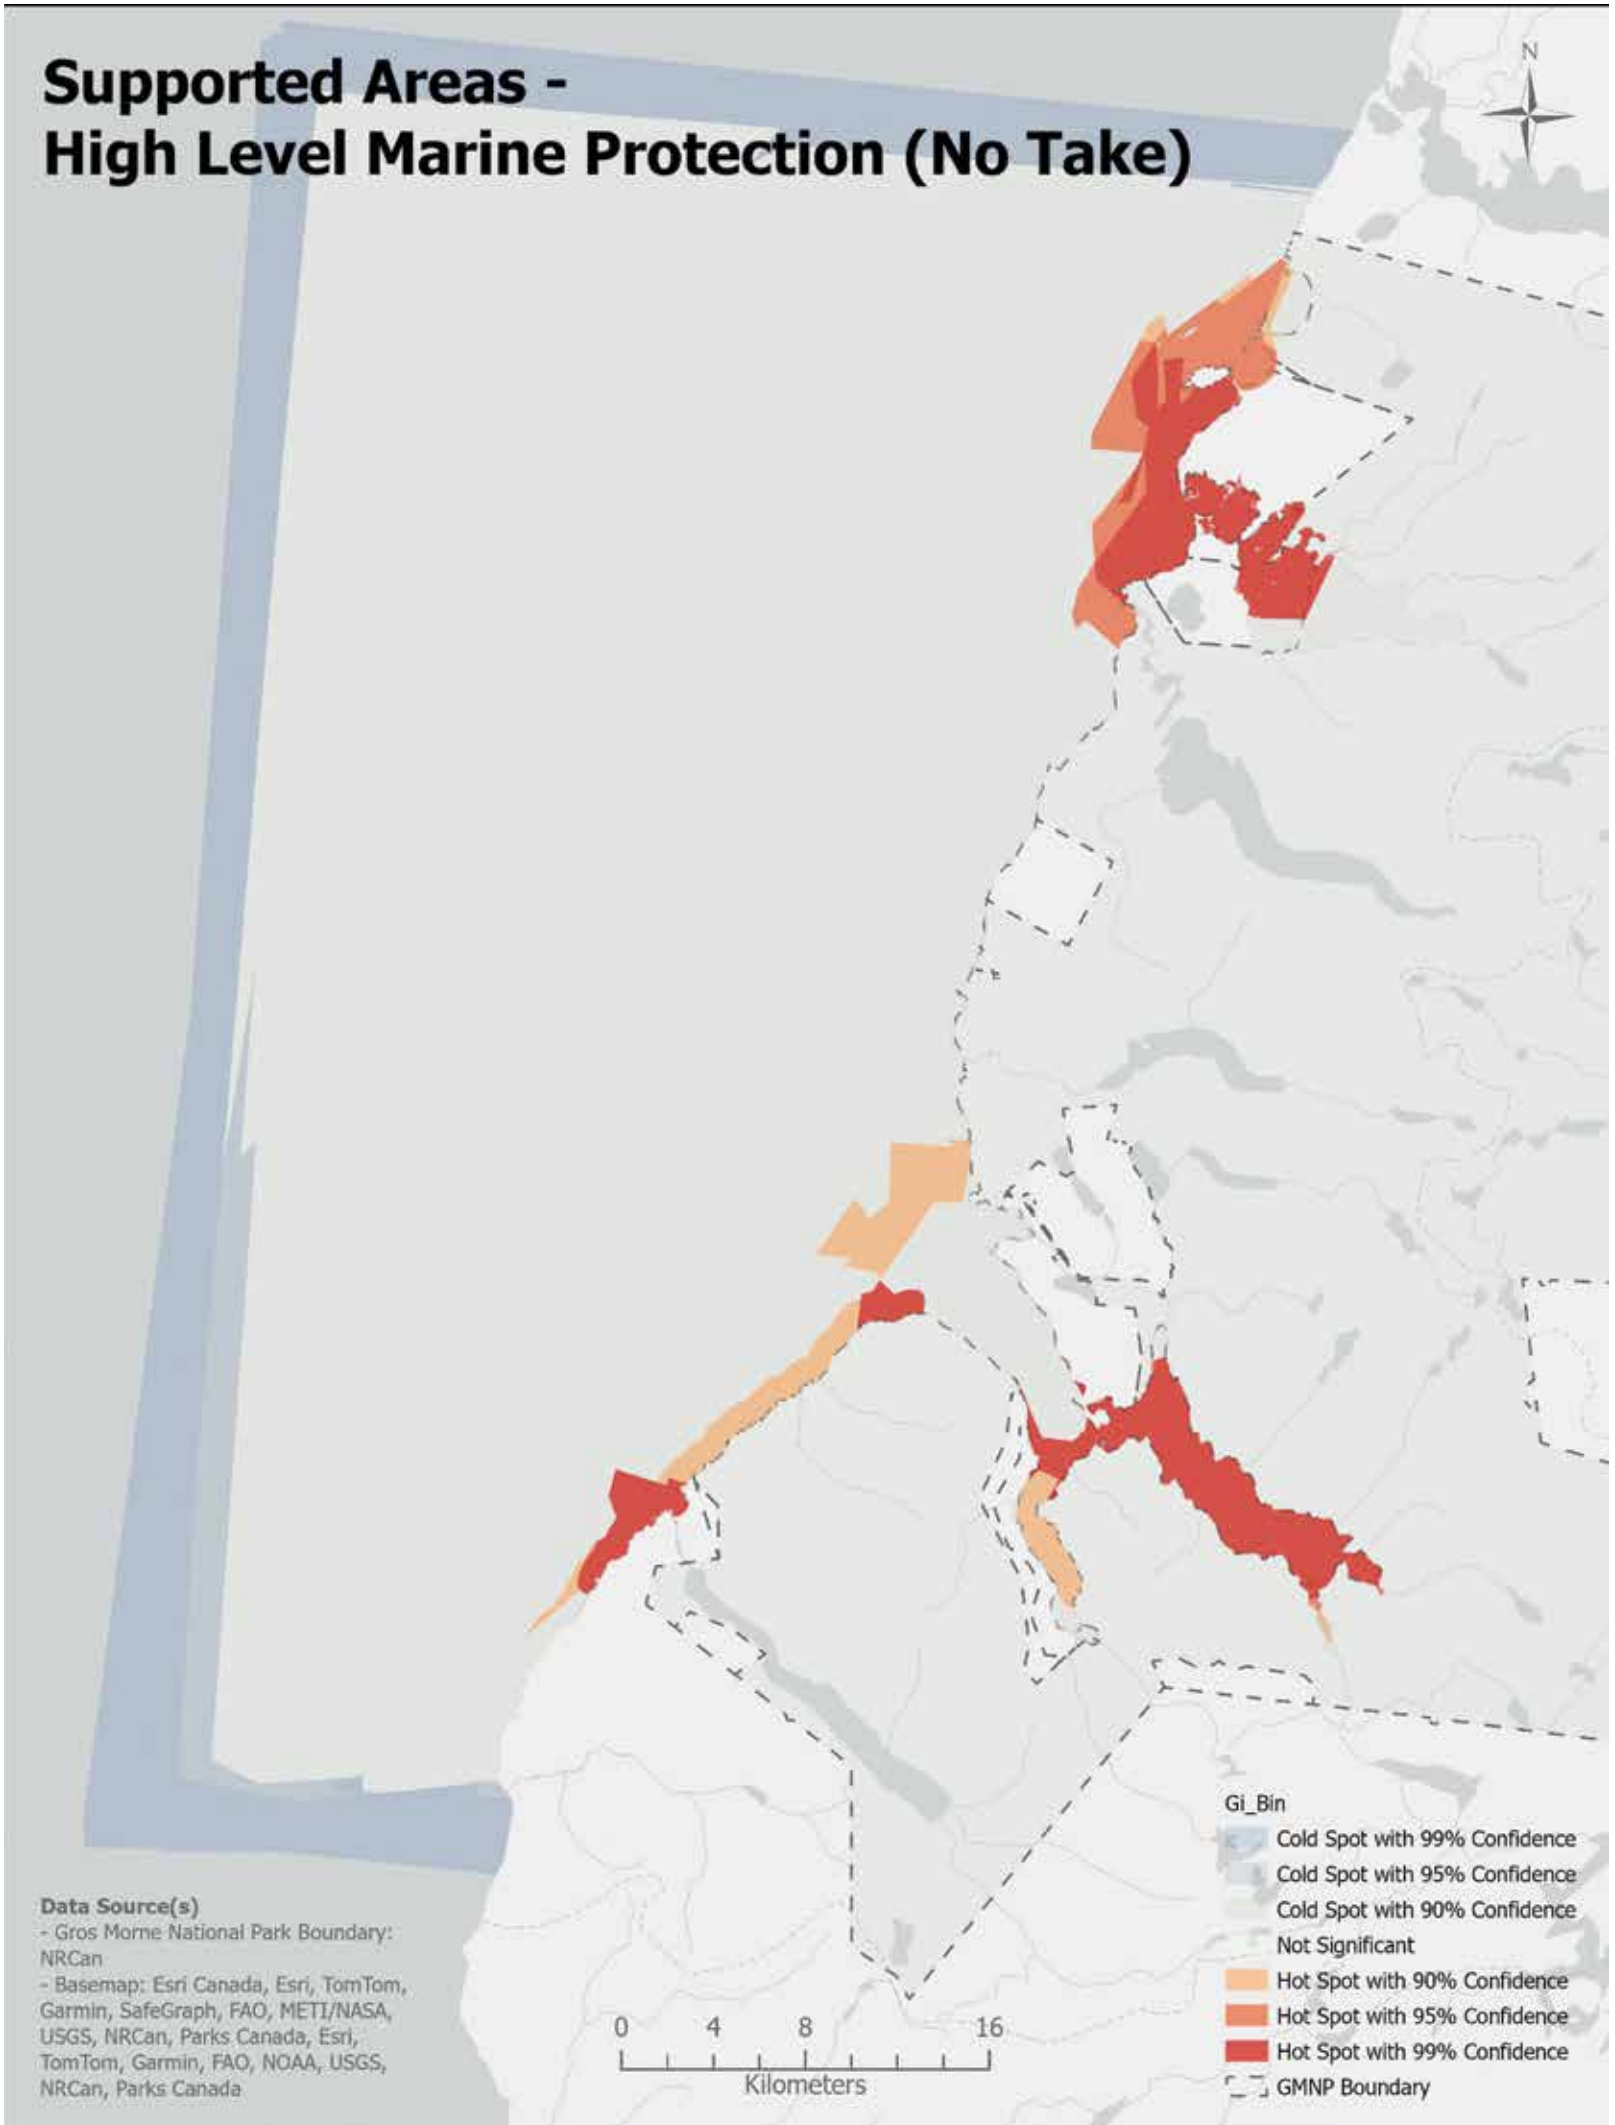 Supported Areas -
High Level Marine Protection (No Take)
N
Gi_Bin
Cold Spot with 99% Confidence
Cold Spot with 95% Confidence
Cold Spot with 90% Confidence
Not Significant
Hot Spot with 90% Confidence
Hot Spot with 95% Confidence
Hot Spot with 99% Confidence
GMNP Boundary
Data Source(s)
- Gros Morne National Park Boundary:
NRCan
- Basemap: Esri Canada, Esri, TomTom,
Garmin, SafeGraph, FAO, METI/NASA,
USGS, NRCan, Parks Canada, Esri,
TomTom, Garmin, FAO, NOAA, USGS,
NRCan, Parks Canada
0 4 8 16
Kilometers